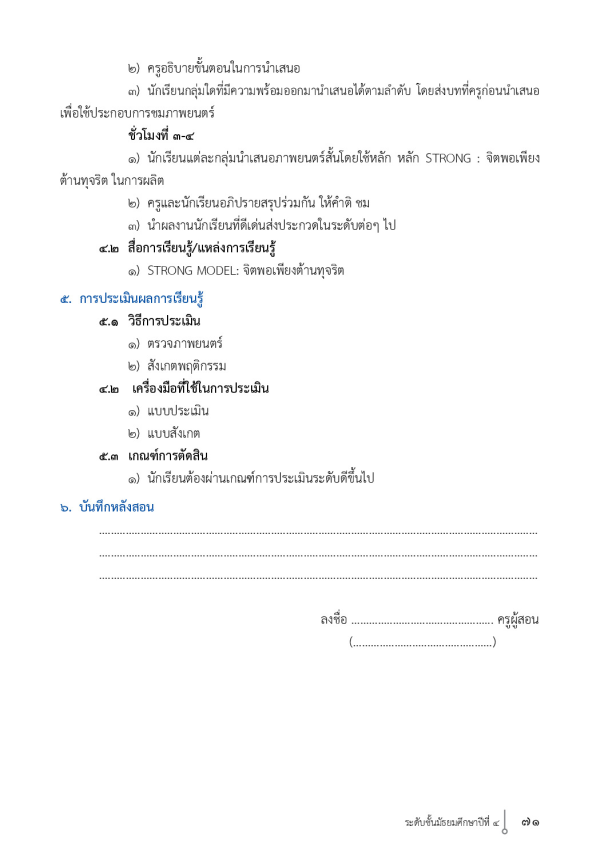 ๒) ครูอธิบายขั้นตอนในการนำเสนอ
๓) นักเรียนกลุ่มใดที่มีความพร้อมออกมานำเสนอได้ตามลำดับ โดยส่งบทที่ครูก่อนนำเสนอ
เพื่อใช้ประกอบการชมภาพยนตร์
ชั่วโมงที่ ๓-๔
๑) นักเรียนแต่ละกลุ่มนำเสนอภาพยนตร์สั้นโดยใช้หลัก หลัก STRONG : จิตพอเพียง
ต้านทุจริต ในการผลิต
๒) ครูและนักเรียนอภิปรายสรุปร่วมกัน ให้คำติ ชม
๓) นำผลงานนักเรียนที่ดีเด่นส่งประกวดในระดับต่อๆ ไป
๔.๒ สื่อการเรียนรู้/แหล่งการเรียนรู้
๑) STRONG MODEL: จิตพอเพียงต้านทุจริต
๕. การประเมินผลการเรียนรู้
๕.๑ วิธีการประเมิน
๑) ตรวจภาพยนตร์
๒) สังเกตพฤติกรรม
๔.๒ เครื่องมือที่ใช้ในการประเมิน
๑) แบบประเมิน
๒) แบบสังเกต
๕.๓ เกณฑ์การตัดสิน
๑) นักเรียนต้องผ่านเกณฑ์การประเมินระดับดีขึ้นไป
๖. บันทึกหลังสอน
....................................................................................................................................................
....................................................................................................................................................
....................................................................................................................................................
ลงชื่อ ................................................ ครูผู้สอน
(...............................................)
ระดับชั้นมัธยมศึกษาปีที่ ๔ ๗๑